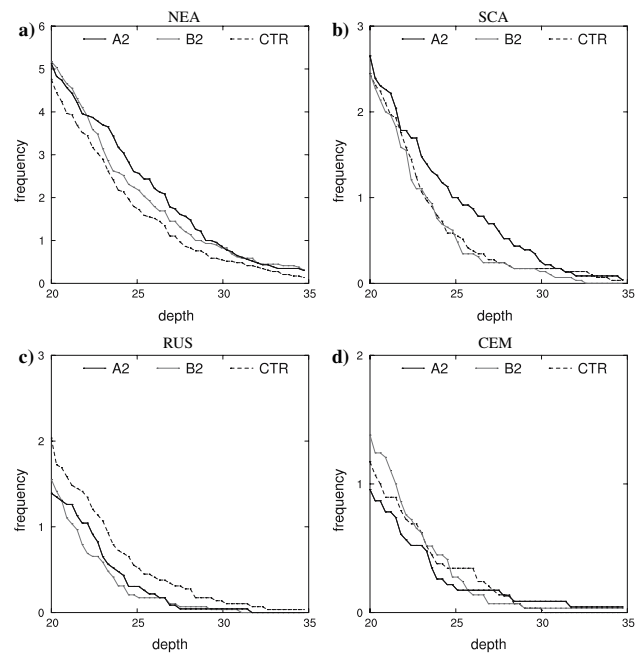 NEA
a)
A2 B2 CTR
6
5
4
3
2
1
0
frequency
20 25 30 35
depth
SCA
b)
A2 B2 CTR
3
2
1
0
frequency
20 25 30 35
depth
RUS
c)
A2 B2 CTR
3
2
1
0
frequency
20 25 30 35
depth
CEM
d)
A2 B2 CTR
2
1
0
frequency
20 25 30 35
depth